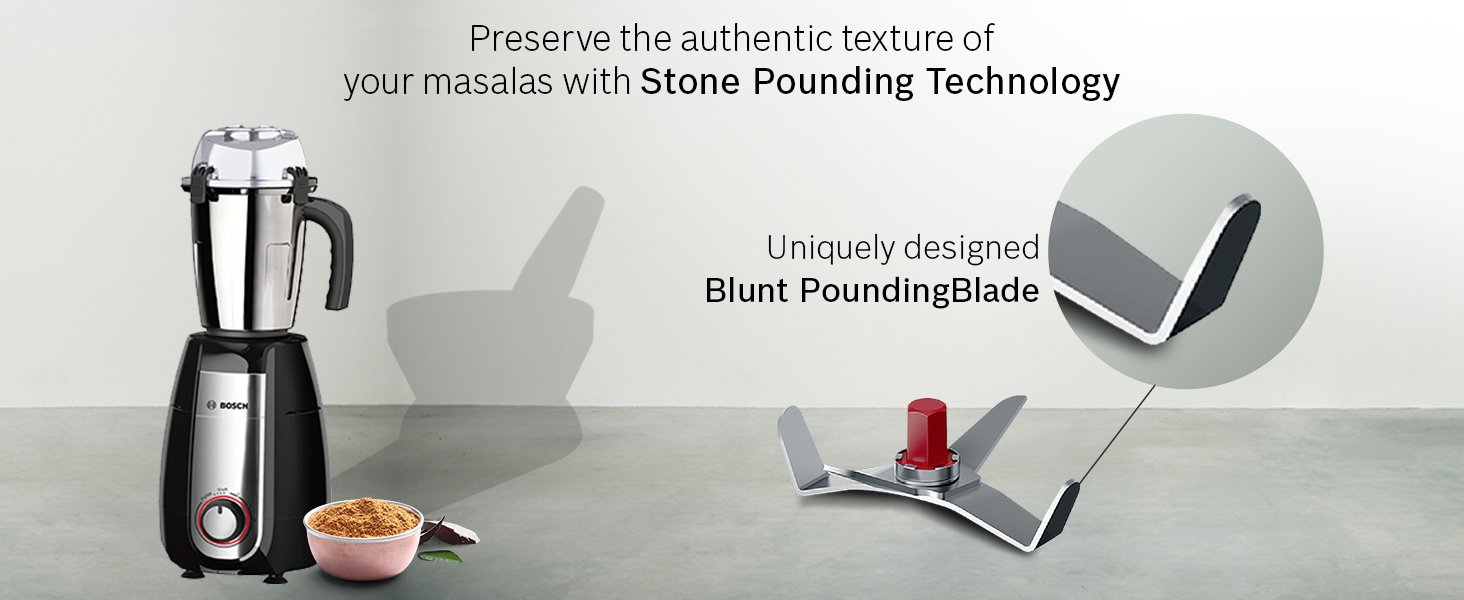 Preserve the authentic texture of
your masalas with Stone Pounding Technology
Uniquely designed
Blunt PoundingBlade
BOSCH